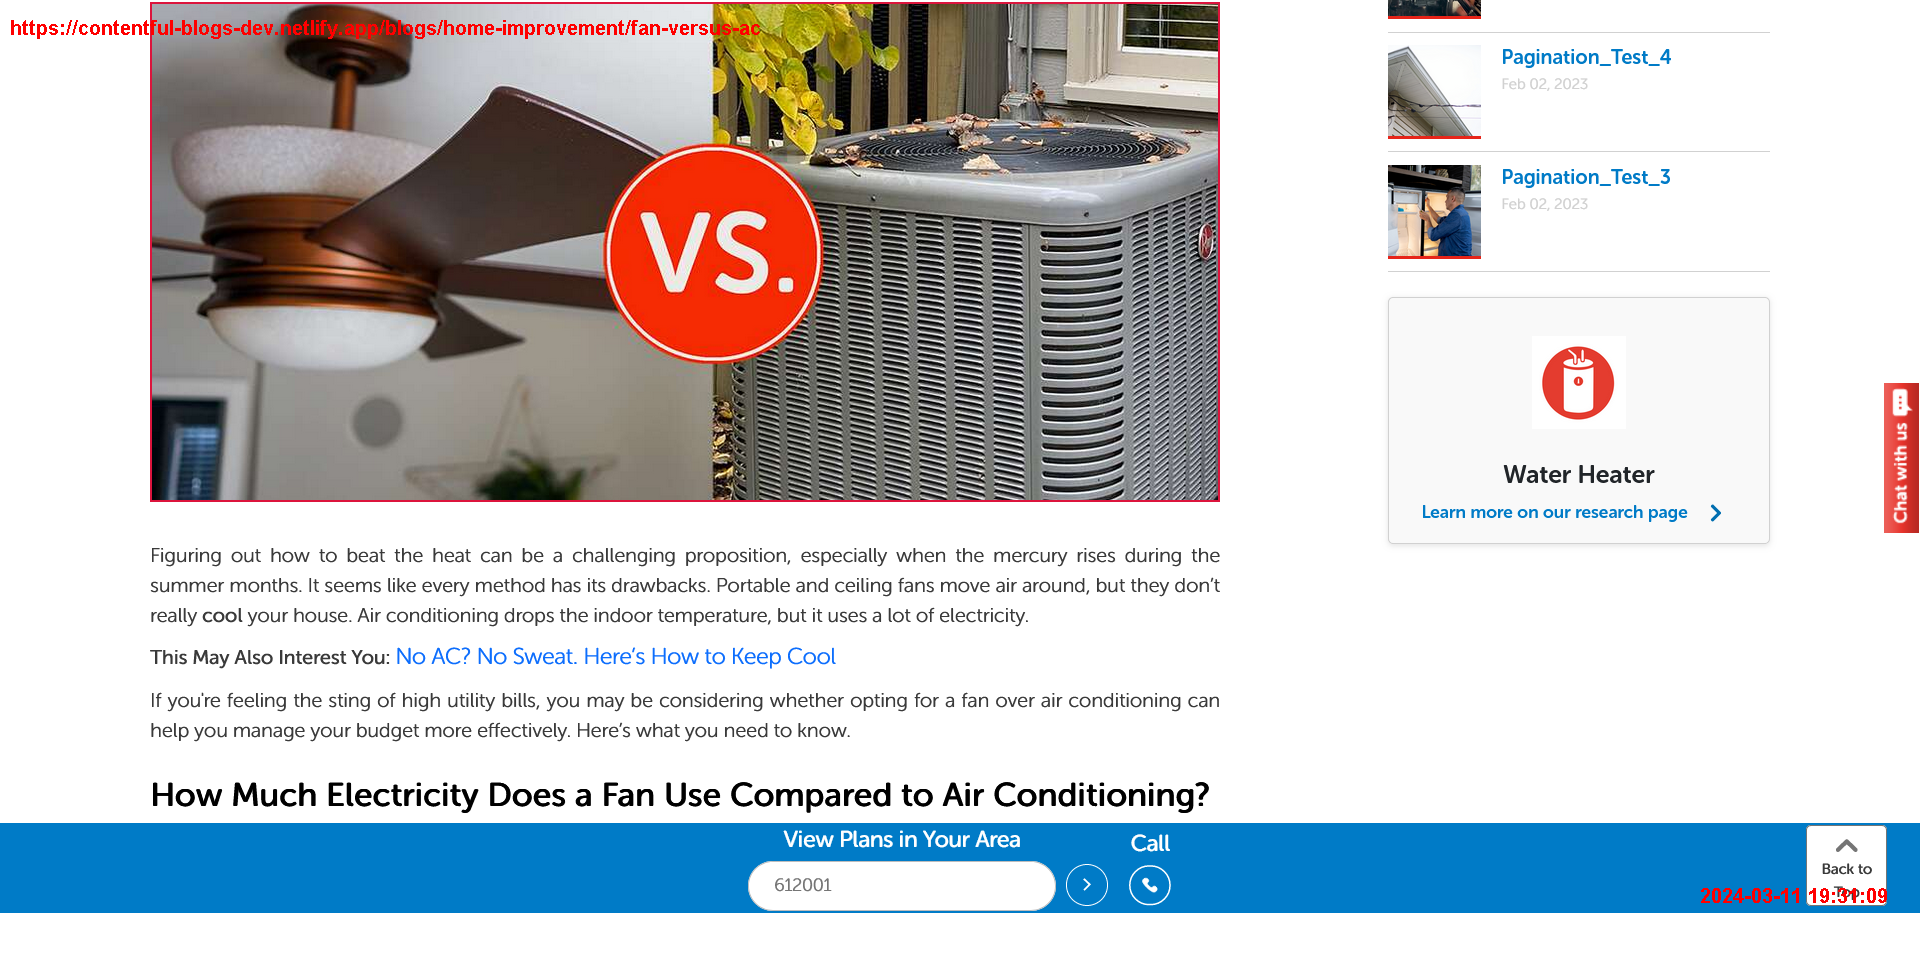 https://contentful-blogs-dev.netlify.app/blogs/home-improvement/fan-versus-ac
VS.
Figuring out how to beat the heat can be a challenging proposition, especially when the mercury rises during the
summer months. It seems like every method has its drawbacks. Portable and ceiling fans move air around, but they don’t
really cool your house. Air conditioning drops the indoor temperature, but it uses a lot of electricity.
This May Also Interest You: No AC? No Sweat. Here’s How to Keep Cool
If you're feeling the sting of high utility bills, you may be considering whether opting for a fan over air conditioning can
help you manage your budget more effectively. Here’s what you need to know.
How Much Electricity Does a Fan Use Compared to Air Conditioning?
Pagination_Test_4
Feb 02, 2023
Pagination_Test_3
Feb 02, 2023
Water Heater
Learn more on our research page
Chat with us
View Plans in Your Area
612001
Call
Back to
Top
2024-03-11 19:31:09